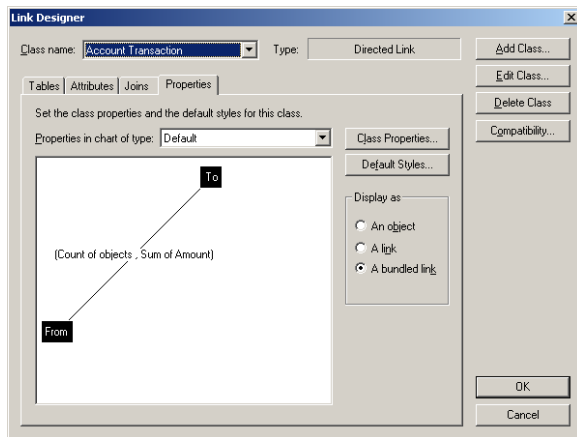 Link Designer
Class name: Account Transaction Type: Directed Link
Add Class...
Edit Class...
Delete Class
Compatibility...
Tables Attributes Joins Properties
Set the class properties and the default styles for this class.
Properties in chart of type: Default
Class Properties...
Default Styles...
To
(Count of objects , Sum of Amount)
From
Display as
An object
A link
A bundled link
OK
Cancel